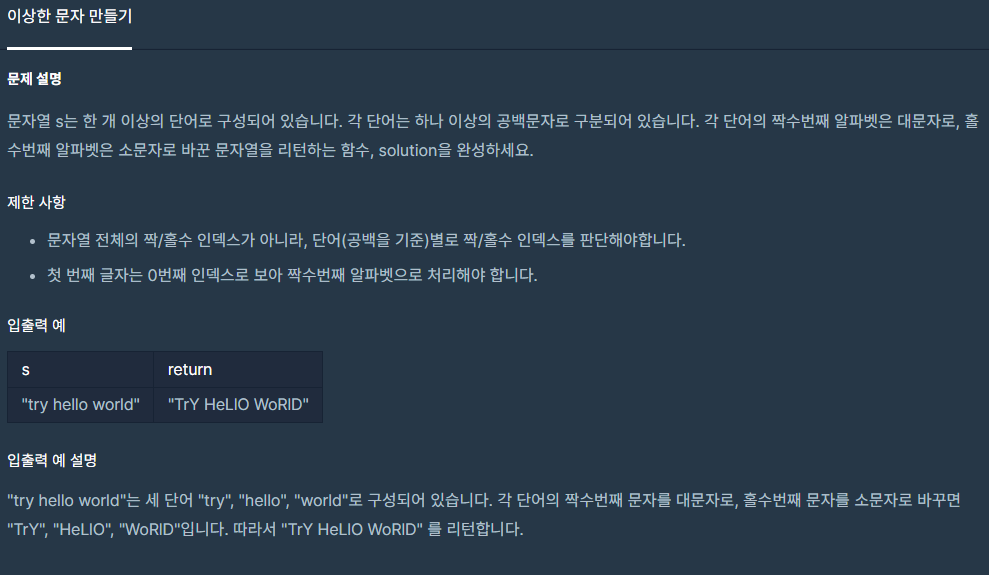 이상한 문자 만들기
문제 설명
문자열 s는 한 개 이상의 단어로 구성되어 있습니다. 각 단어는 하나 이상의 공백문자로 구분되어 있습니다. 각 단어의 짝수번째 알파벳은 대문자로, 홀
수번째 알파벳은 소문자로 바꾼 문자열을 리턴하는 함수, solution을 완성하세요.
제한 사항
• 문자열 전체의 짝/홀수 인덱스가 아니라, 단어(공백을 기준)별로 짝/홀수 인덱스를 판단해야합니다.
• 첫 번째 글자는 0번째 인덱스로 보아 짝수번째 알파벳으로 처리해야 합니다.
입출력 예
s return
"try hello world" "TrY HeLlO WoRlD"
입출력 예 설명
"try hello world"는 세 단어 "try", "hello", "world"로 구성되어 있습니다. 각 단어의 짝수번째 문자를 대문자로, 홀수번째 문자를 소문자로 바꾸면
"TrY", "HeLlO", "WoRlD"입니다. 따라서 "TrY HeLlO WoRlD" 를 리턴합니다.